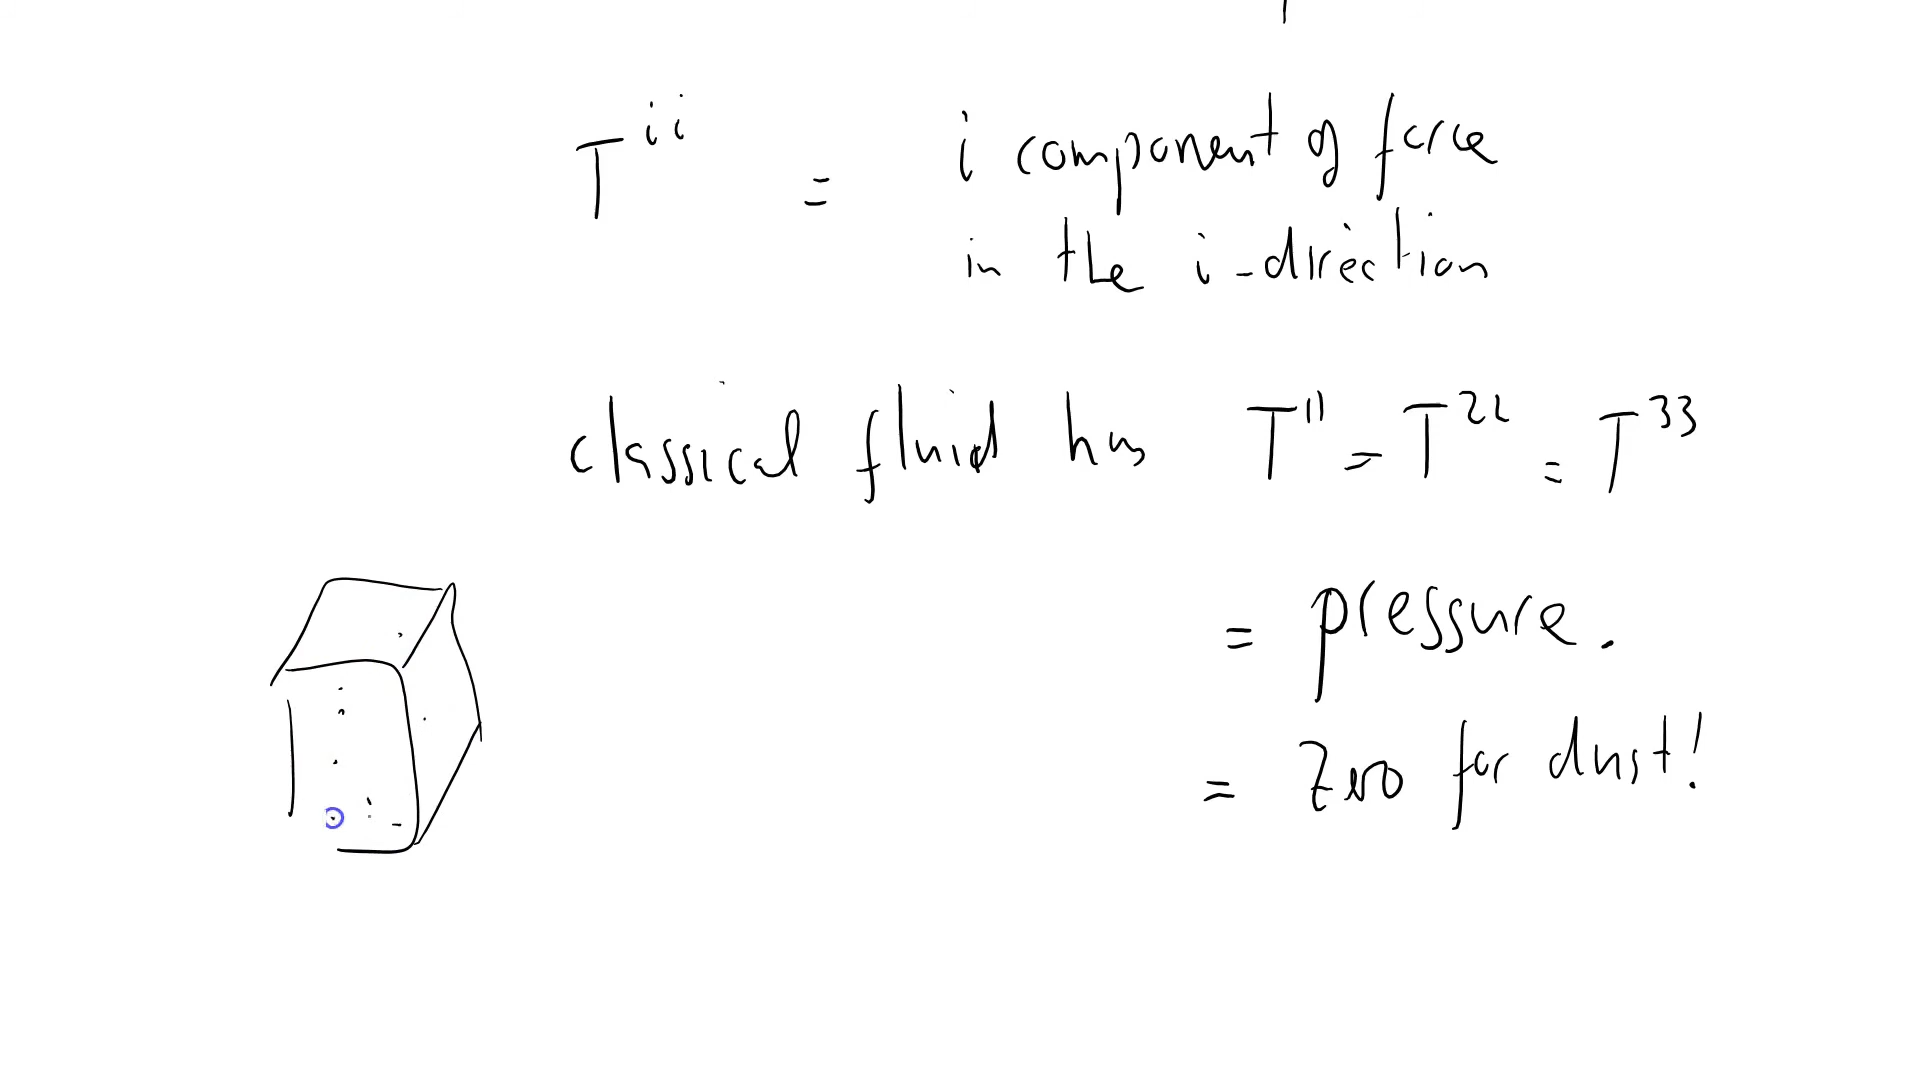 T^{ii} = i component of force
in the i-direction
classical fluid has T^{11} = T^{22} = T^{33}
= pressure.
= Zero for dust!